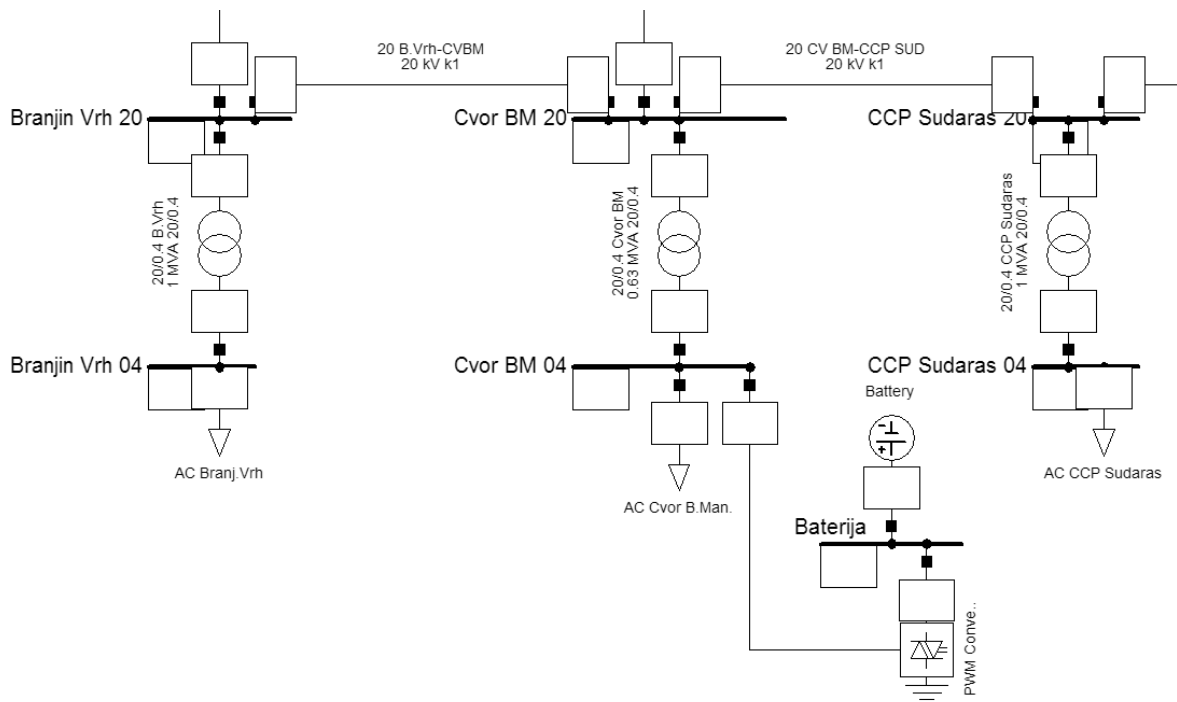 20 B.Vrh-CVBM
20 kV k1
20 CV BM-CCP SUD
20 kV k1
Branjin Vrh 20
Cvor BM 20
CCP Sudaras 20
20/0.4 B.Vrh
1 MVA 20/0.4
20/0.4 Cvor BM
0.63 MVA 20/0.4
20/0.4 CCP Sudaras
1 MVA 20/0.4
Branjin Vrh 04
Cvor BM 04
CCP Sudaras 04
Battery
AC Branj.Vrh
AC Cvor B.Man.
AC CCP Sudaras
Baterija
PWM Conve..